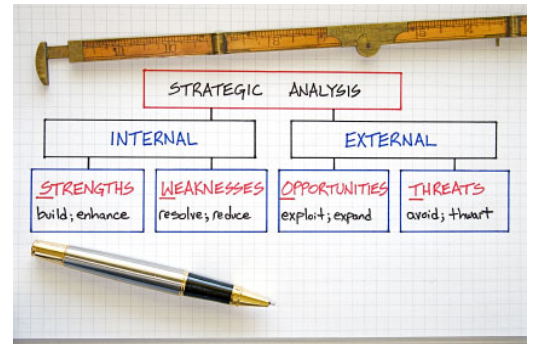 STRATEGIC ANALYSIS
INTERNAL
EXTERNAL
STRENGTHS
build; enhance
WEAKNESSES
resolve; reduce
OPPORTUNITIES
exploit; expand
THREATS
avoid; thwart